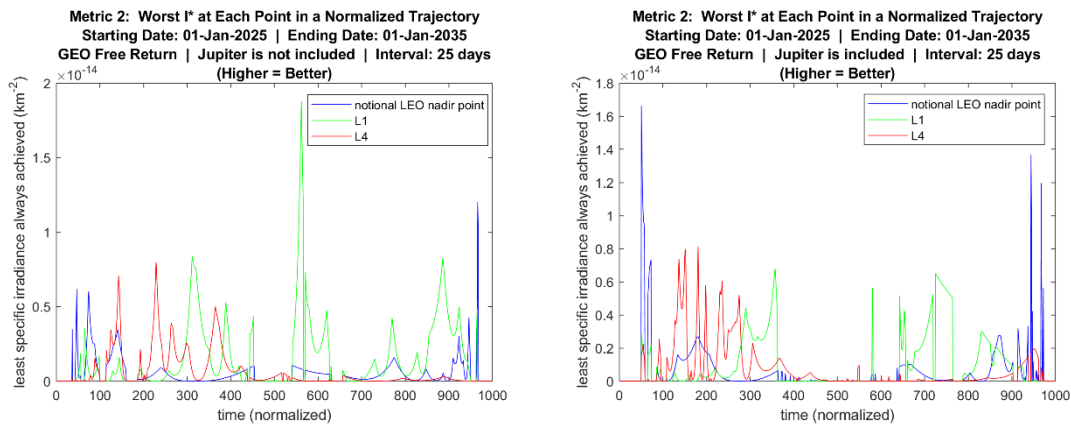 Metric 2: Worst I* at Each Point in a Normalized Trajectory
Starting Date: 01-Jan-2025 | Ending Date: 01-Jan-2035
GEO Free Return | Jupiter is not included | Interval: 25 days
(Higher = Better)
×10^-14
2
1.5
1
0.5
0
0 100 200 300 400 500 600 700 800 900 1000
time (normalized)
least specific irradiance always achieved (km^-2)
notional LEO nadir point
L1
L4
Metric 2: Worst I* at Each Point in a Normalized Trajectory
Starting Date: 01-Jan-2025 | Ending Date: 01-Jan-2035
GEO Free Return | Jupiter is included | Interval: 25 days
(Higher = Better)
×10^-14
1.8
1.6
1.4
1.2
1
0.8
0.6
0.4
0.2
0
0 100 200 300 400 500 600 700 800 900 1000
time (normalized)
least specific irradiance always achieved (km^-2)
notional LEO nadir point
L1
L4